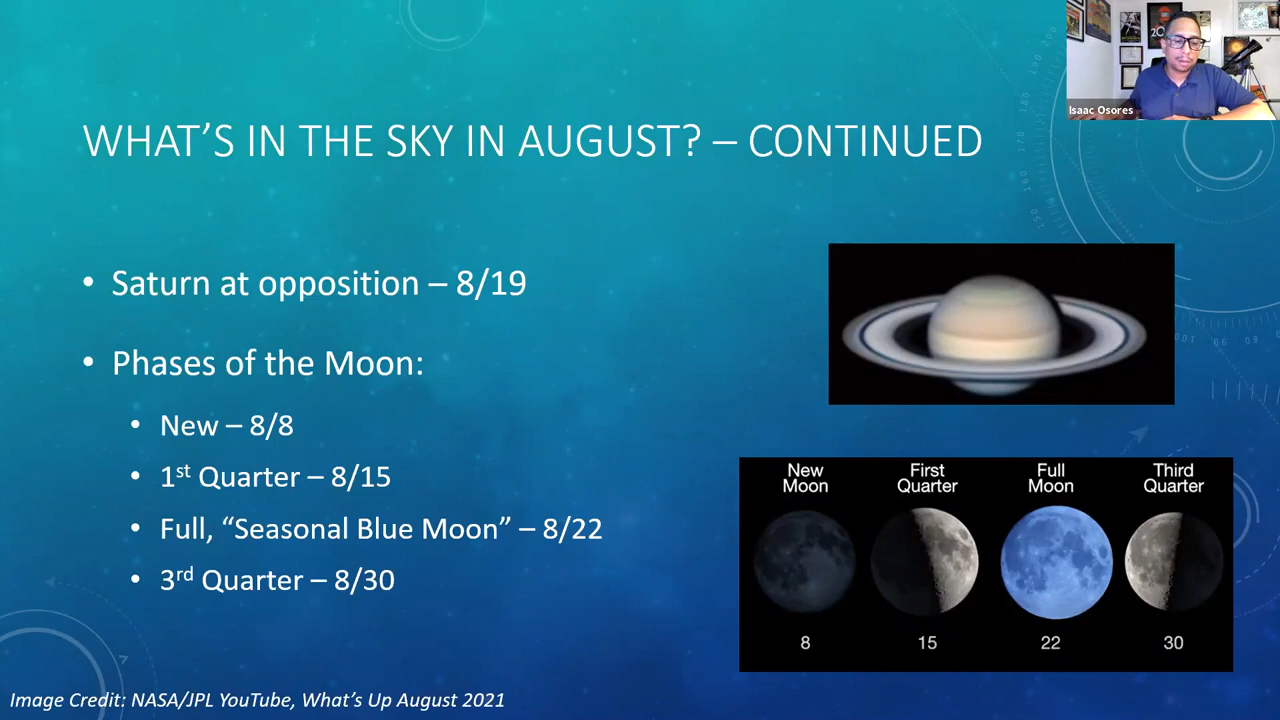 Isaac Osores
WHAT'S IN THE SKY IN AUGUST? – CONTINUED
• Saturn at opposition – 8/19
• Phases of the Moon:
• New – 8/8
• 1st Quarter – 8/15
• Full, “Seasonal Blue Moon” – 8/22
• 3rd Quarter – 8/30
New Moon
First Quarter
Full Moon
Third Quarter
8
15
22
30
Image Credit: NASA/JPL YouTube, What's Up August 2021